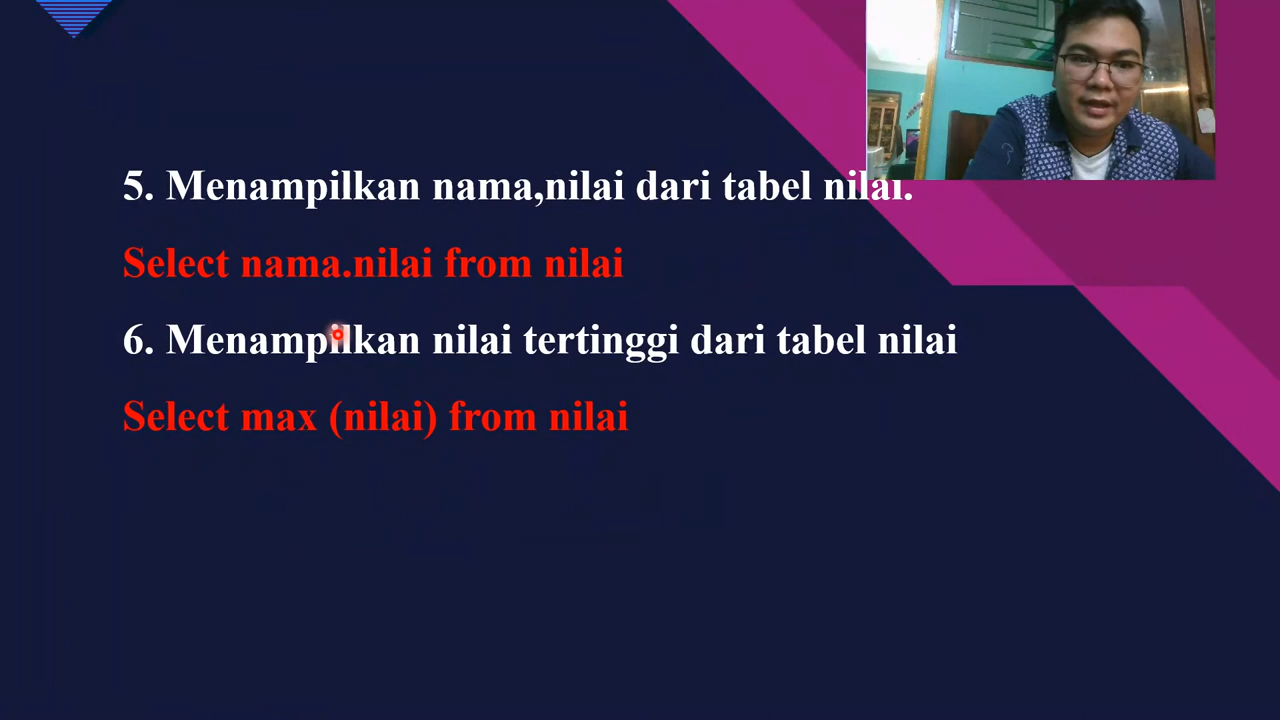 5. Menampilkan nama,nilai dari tabel nilai.
Select nama.nilai from nilai
6. Menampilkan nilai tertinggi dari tabel nilai
Select max (nilai) from nilai